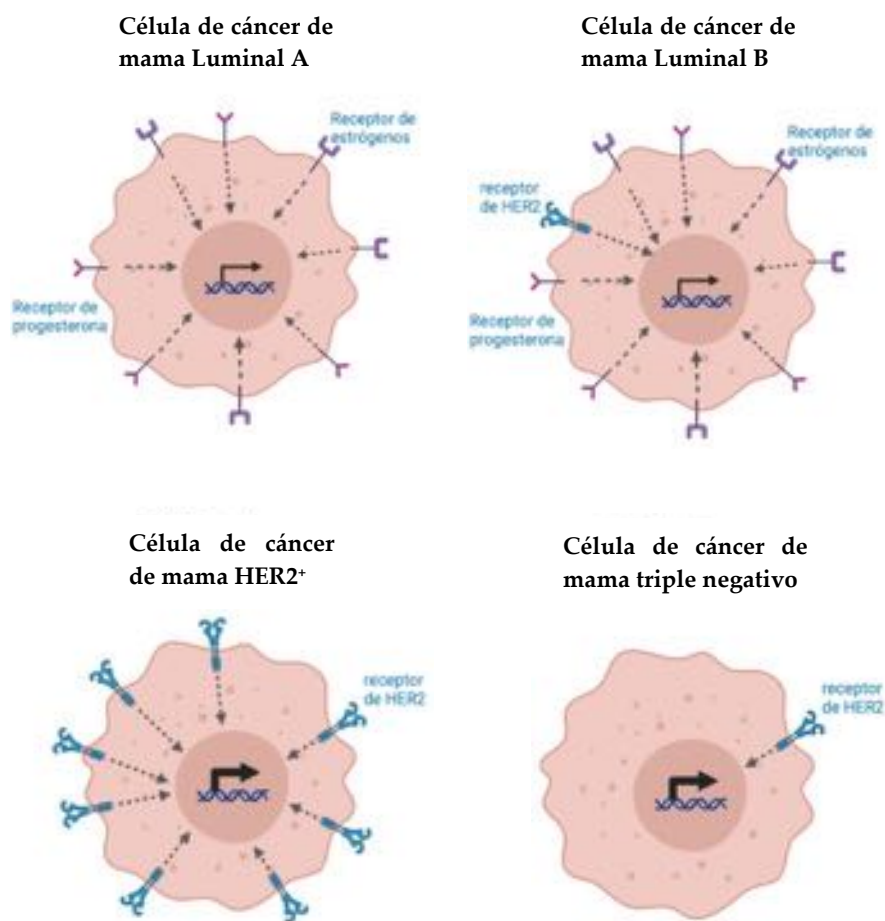 Célula de cáncer de
mama Luminal A
Célula de cáncer de
mama Luminal B
Receptor de
estrógenos
Receptor de
progesterona
Receptor de
estrógenos
receptor
de HER2
Receptor de
progesterona
Célula de cáncer
de mama HER2⁺
Célula de cáncer de
mama triple negativo
receptor
de HER2
receptor
de HER2